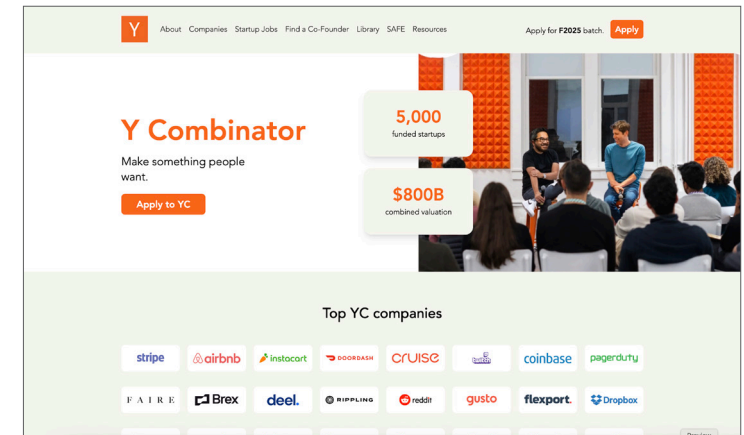 Y
About Companies Startup Jobs Find a Co-Founder Library SAFE Resources
Apply for F2025 batch. Apply
Y Combinator
Make something people
want.
Apply to YC
5,000
funded startups
$800B
combined valuation
Top YC companies
stripe airbnb instacart DOORDASH cruise twitch coinbase pagerduty
FAIRE Brex deel. RIPPLING reddit gusto flexport. Dropbox